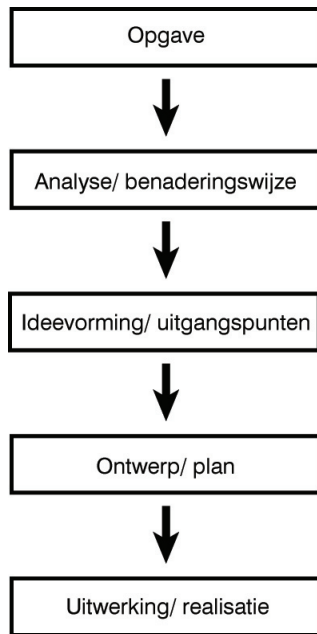 Opgave
Analyse/ benaderingswijze
Ideevorming/ uitgangspunten
Ontwerp/ plan
Uitwerking/ realisatie